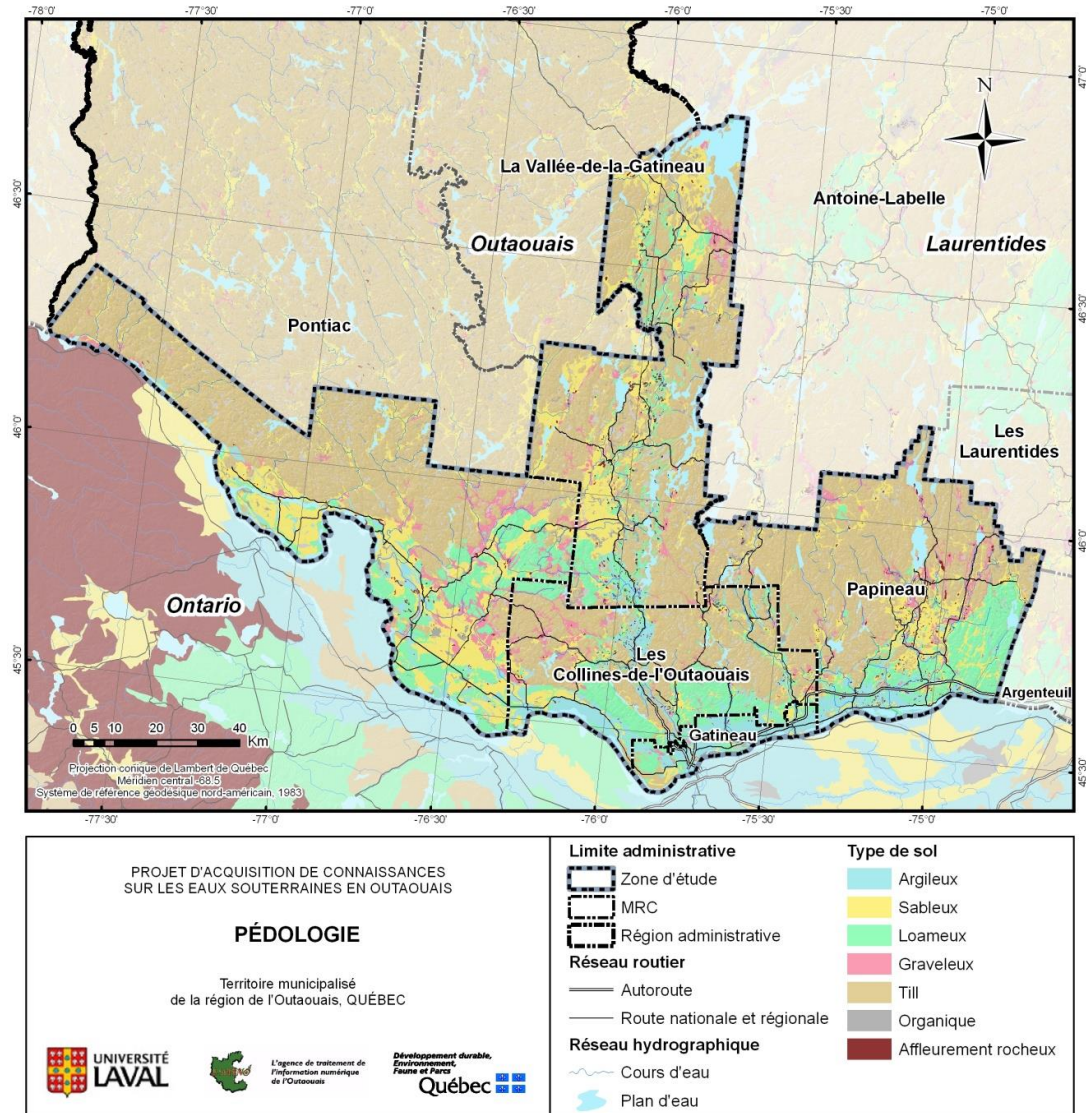 -78°0'
-77°30'
-77°0'
-76°30'
-76°0'
-75°30'
-75°0'
47°0'
N
La Vallée-de-la-Gatineau
46°30'
Antoine-Labelle
Outaouais
Laurentides
46°30'
Pontiac
46°0'
Les
Laurentides
46°0'
Ontario
Papineau
45°30'
Les
Collines-de-l'Outaouais
Argenteuil
Gatineau
0 5 10 20 30 40
Km
Projection conique de Lambert de Québec
Méridien central -68.5
Système de référence géodésique nord-américain, 1983
45°30'
-77°30'
-77°0'
-76°30'
-76°0'
-75°30'
-75°0'
PROJET D'ACQUISITION DE CONNAISSANCES
SUR LES EAUX SOUTERRAINES EN OUTAOUAIS
PÉDOLOGIE
Territoire municipalisé
de la région de l'Outaouais, QUÉBEC
UNIVERSITÉ
LAVAL
L'agence de traitement de
l'information numérique
de l'Outaouais
Développement durable,
Environnement,
Faune et Parcs
Québec
Limite administrative
Zone d'étude
MRC
Région administrative
Réseau routier
Autoroute
Route nationale et régionale
Réseau hydrographique
Cours d'eau
Plan d'eau
Type de sol
Argileux
Sableux
Loameux
Graveleux
Till
Organique
Affleurement rocheux